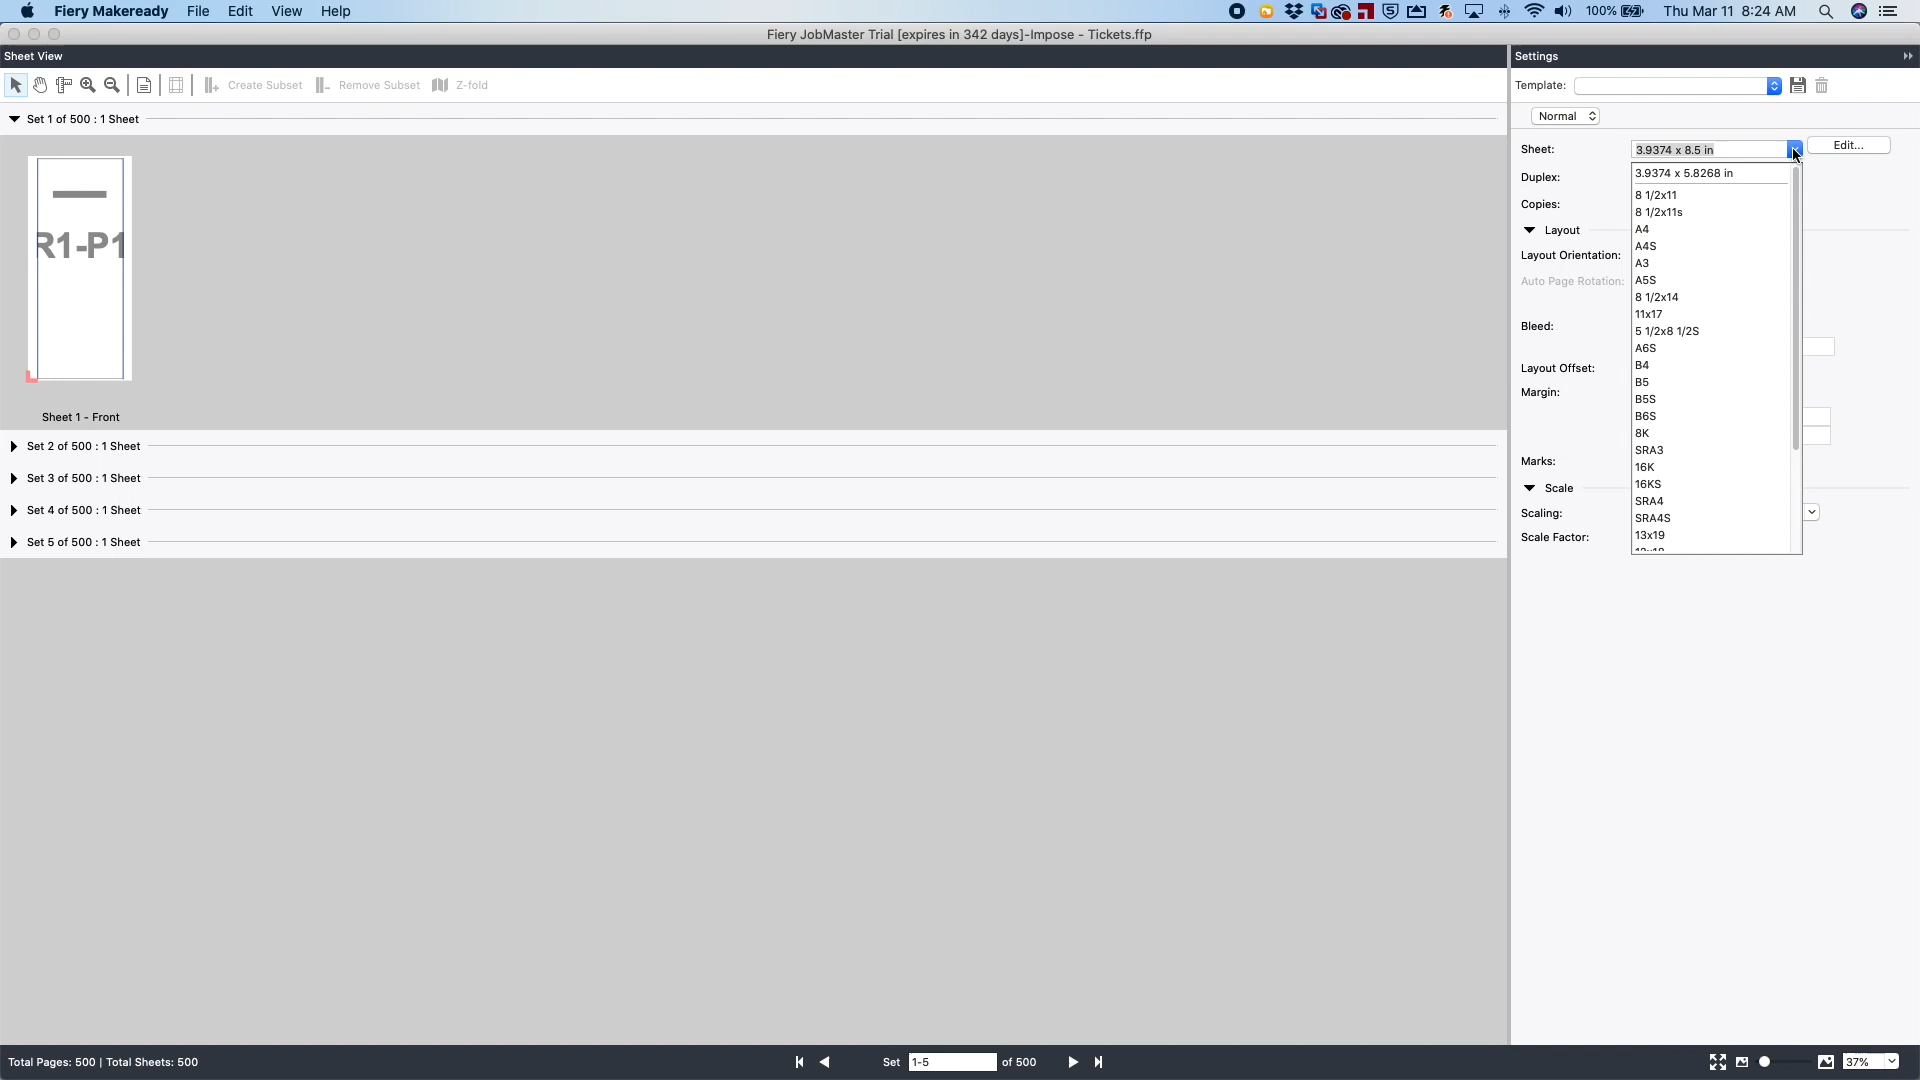 Fiery Makeready File Edit View Help 100% Thu Mar 11 8:24 AM
Fiery JobMaster Trial [expires in 342 days]-Impose - Tickets.ffp
Sheet View
Settings
Create Subset Remove Subset Z-fold
Template:
Normal
Set 1 of 500 : 1 Sheet
R1-P1
Sheet 1 - Front
Set 2 of 500 : 1 Sheet
Set 3 of 500 : 1 Sheet
Set 4 of 500 : 1 Sheet
Set 5 of 500 : 1 Sheet
Sheet: 3.9374 x 8.5 in Edit...
Duplex:
Copies:
Layout
Layout Orientation:
Auto Page Rotation:
Bleed:
Layout Offset:
Margin:
Marks:
Scale
Scaling:
Scale Factor:
3.9374 x 5.8268 in
8 1/2x11
8 1/2x11s
A4
A4S
A3
A5S
8 1/2x14
11x17
5 1/2x8 1/2S
A6S
B4
B5
B5S
B6S
8K
SRA3
16K
16KS
SRA4
SRA4S
13x19
Total Pages: 500 | Total Sheets: 500
Set 1-5 of 500
37%